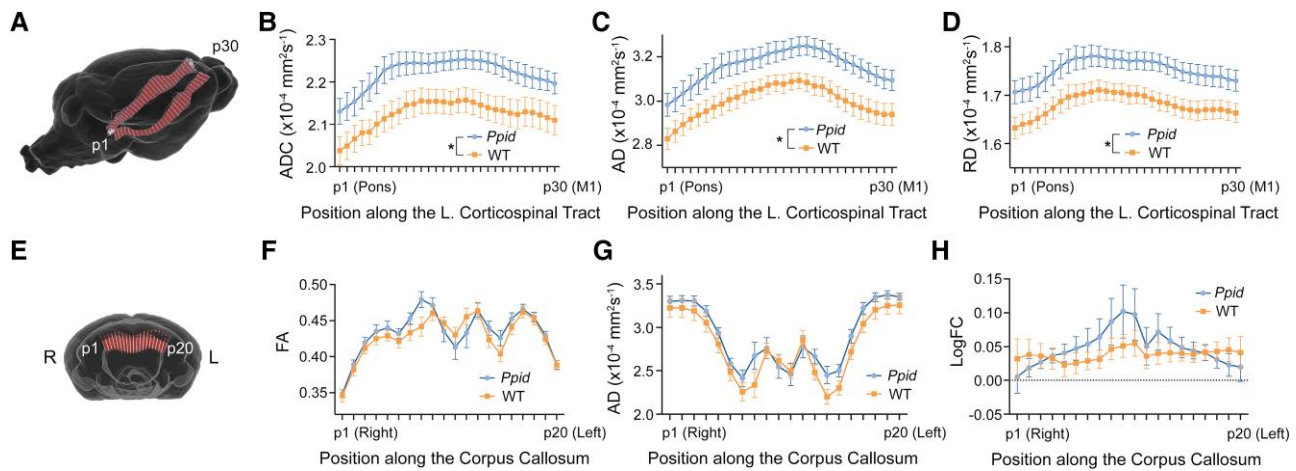 A
p30
p1
B
ADC (x10⁻⁴ mm²s⁻¹)
2.3
2.2
2.1
2.0
*
Ppid
WT
p1 (Pons)
p30 (M1)
Position along the L. Corticospinal Tract
C
AD (x10⁻⁴ mm²s⁻¹)
3.2
3.0
2.8
*
Ppid
WT
p1 (Pons)
p30 (M1)
Position along the L. Corticospinal Tract
D
RD (x10⁻⁴ mm²s⁻¹)
1.8
1.7
1.6
*
Ppid
WT
p1 (Pons)
p30 (M1)
Position along the L. Corticospinal Tract
E
R
p1
p20
L
F
FA
0.50
0.45
0.40
0.35
Ppid
WT
p1 (Right)
p20 (Left)
Position along the Corpus Callosum
G
AD (x10⁻⁴ mm²s⁻¹)
3.5
3.0
2.5
2.0
Ppid
WT
p1 (Right)
p20 (Left)
Position along the Corpus Callosum
H
LogFC
0.15
0.10
0.05
0.00
-0.05
Ppid
WT
p1 (Right)
p20 (Left)
Position along the Corpus Callosum